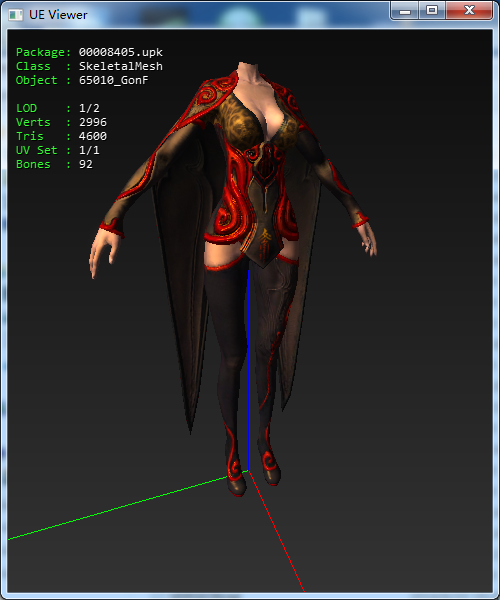 UE Viewer
Package: 00008405.upk
Class : SkeletalMesh
Object : 65010_GonF
LOD : 1/2
Verts : 2996
Tris : 4600
UV Set : 1/1
Bones : 92